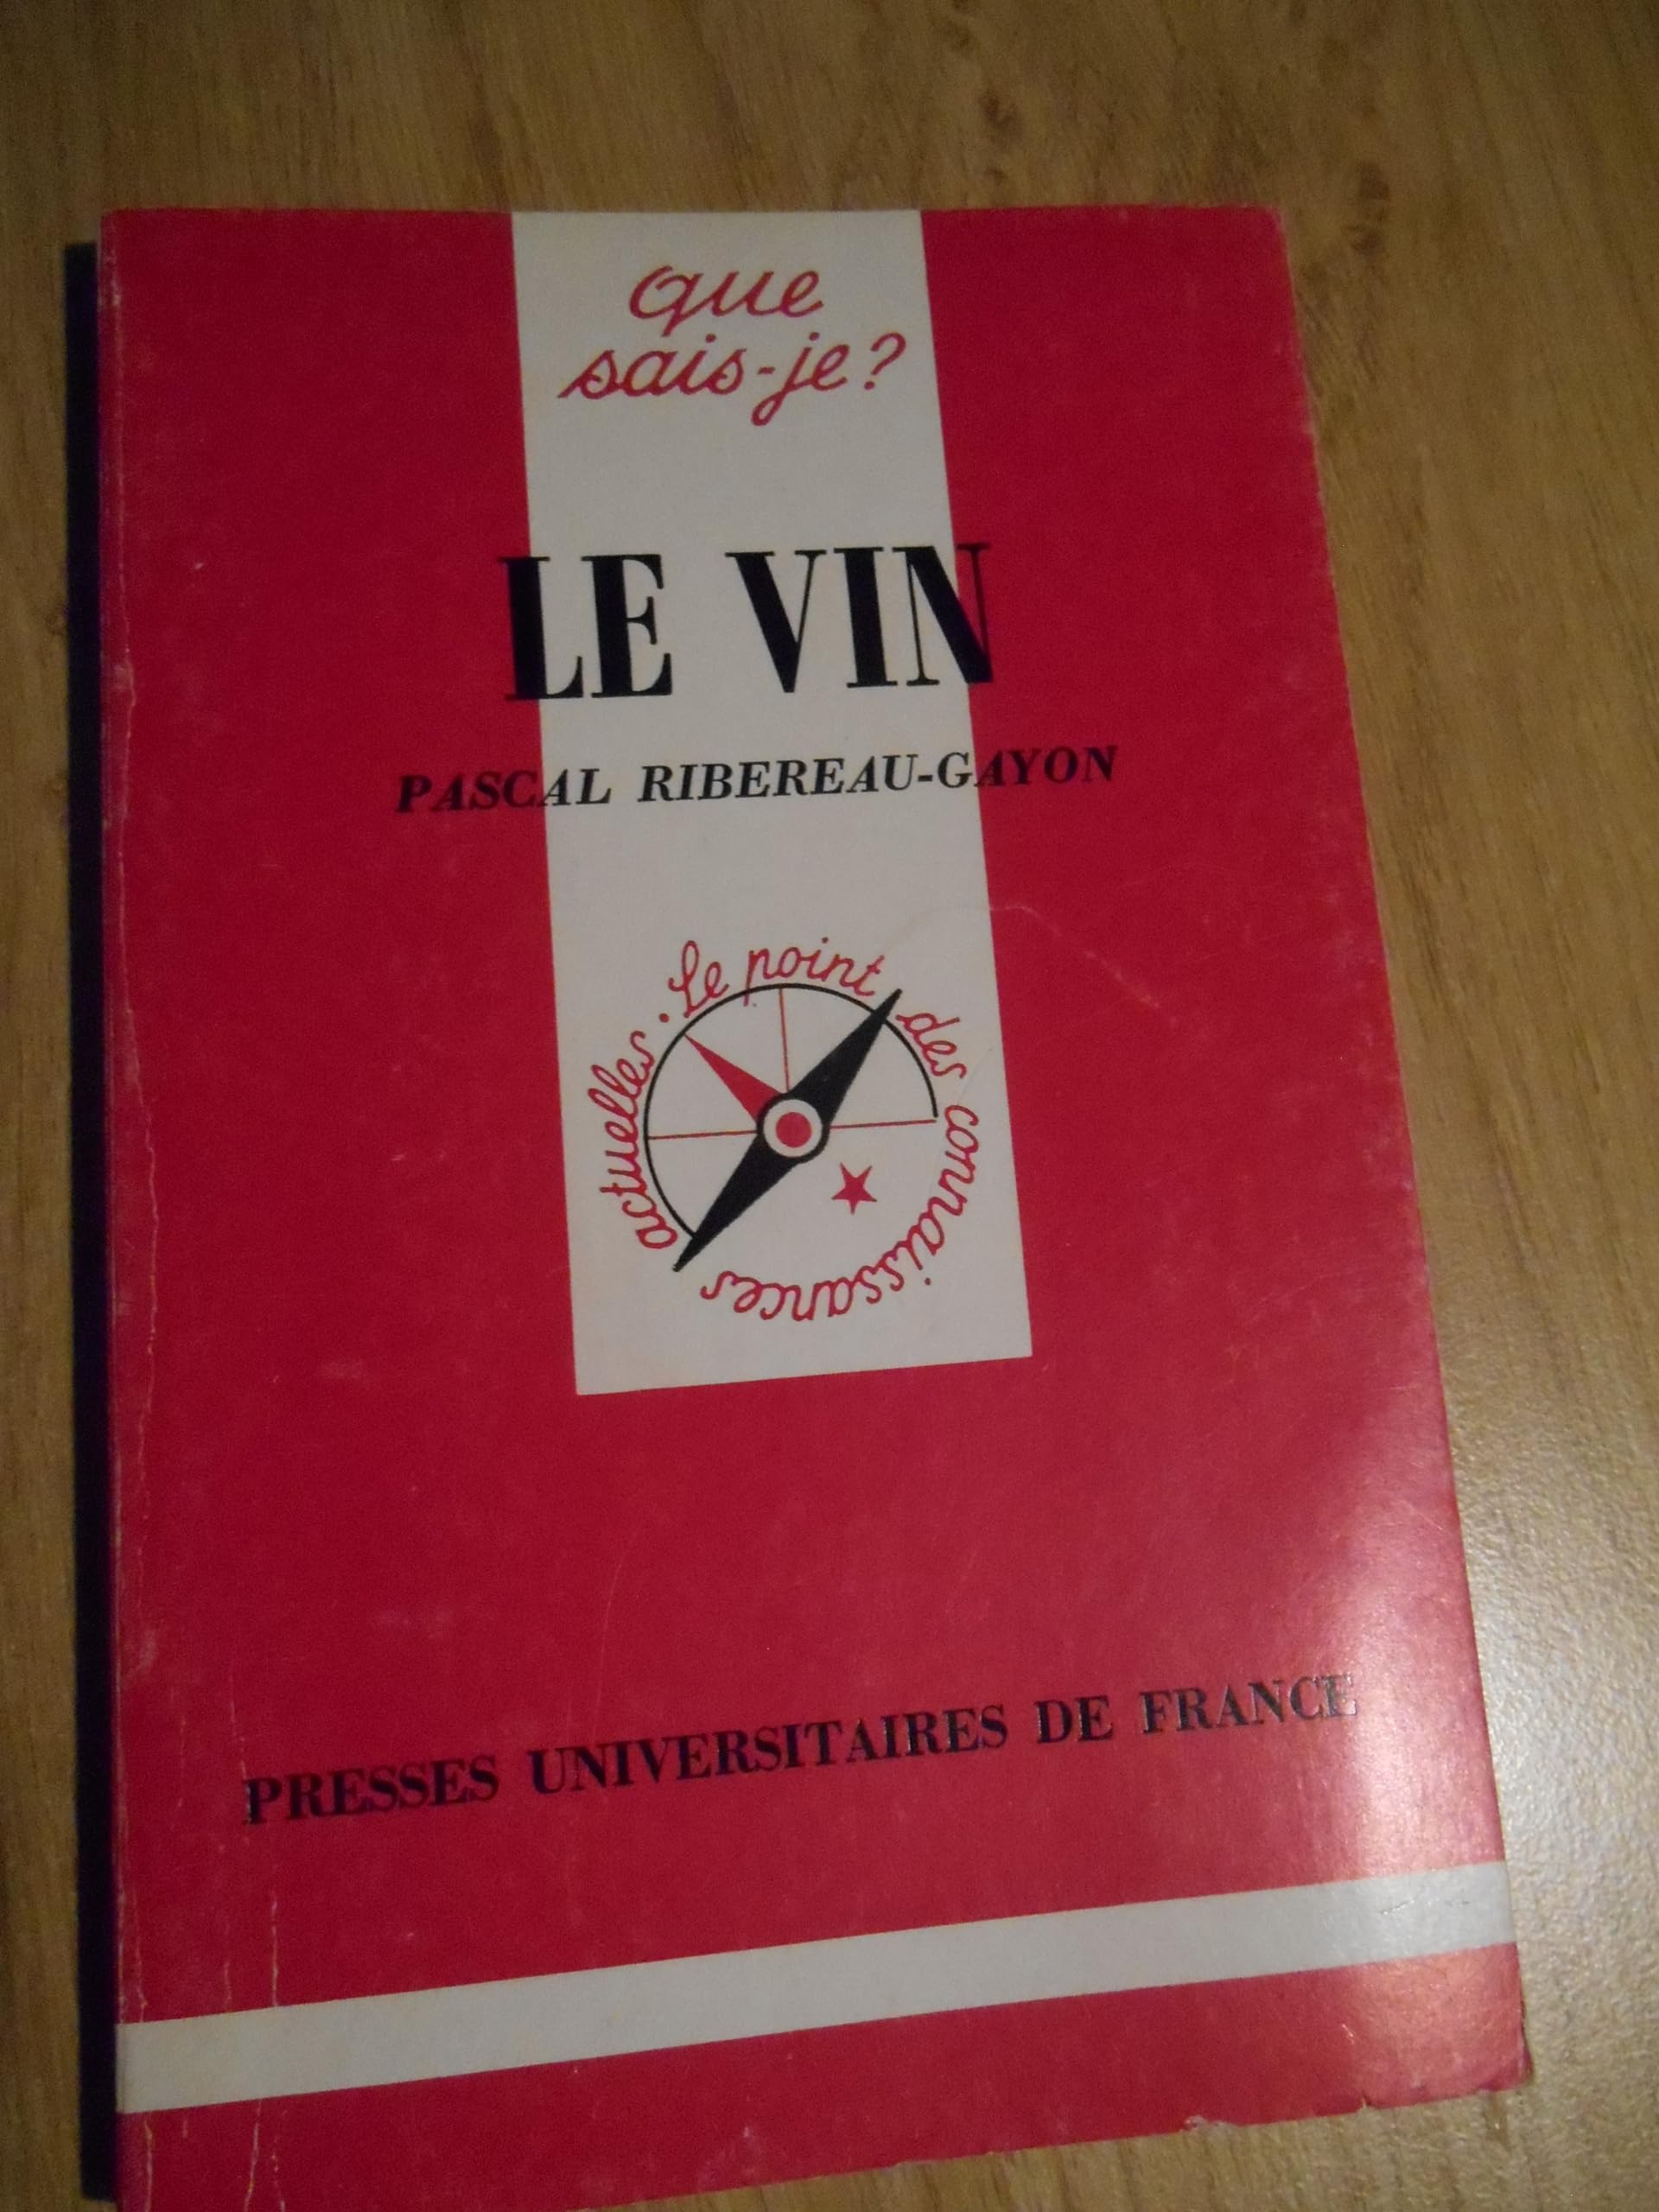 que
sais-je?
LE VIN
PASCAL RIBEREAU-GAYON
Le point des connaissances actuelles.
PRESSES UNIVERSITAIRES DE FRANCE